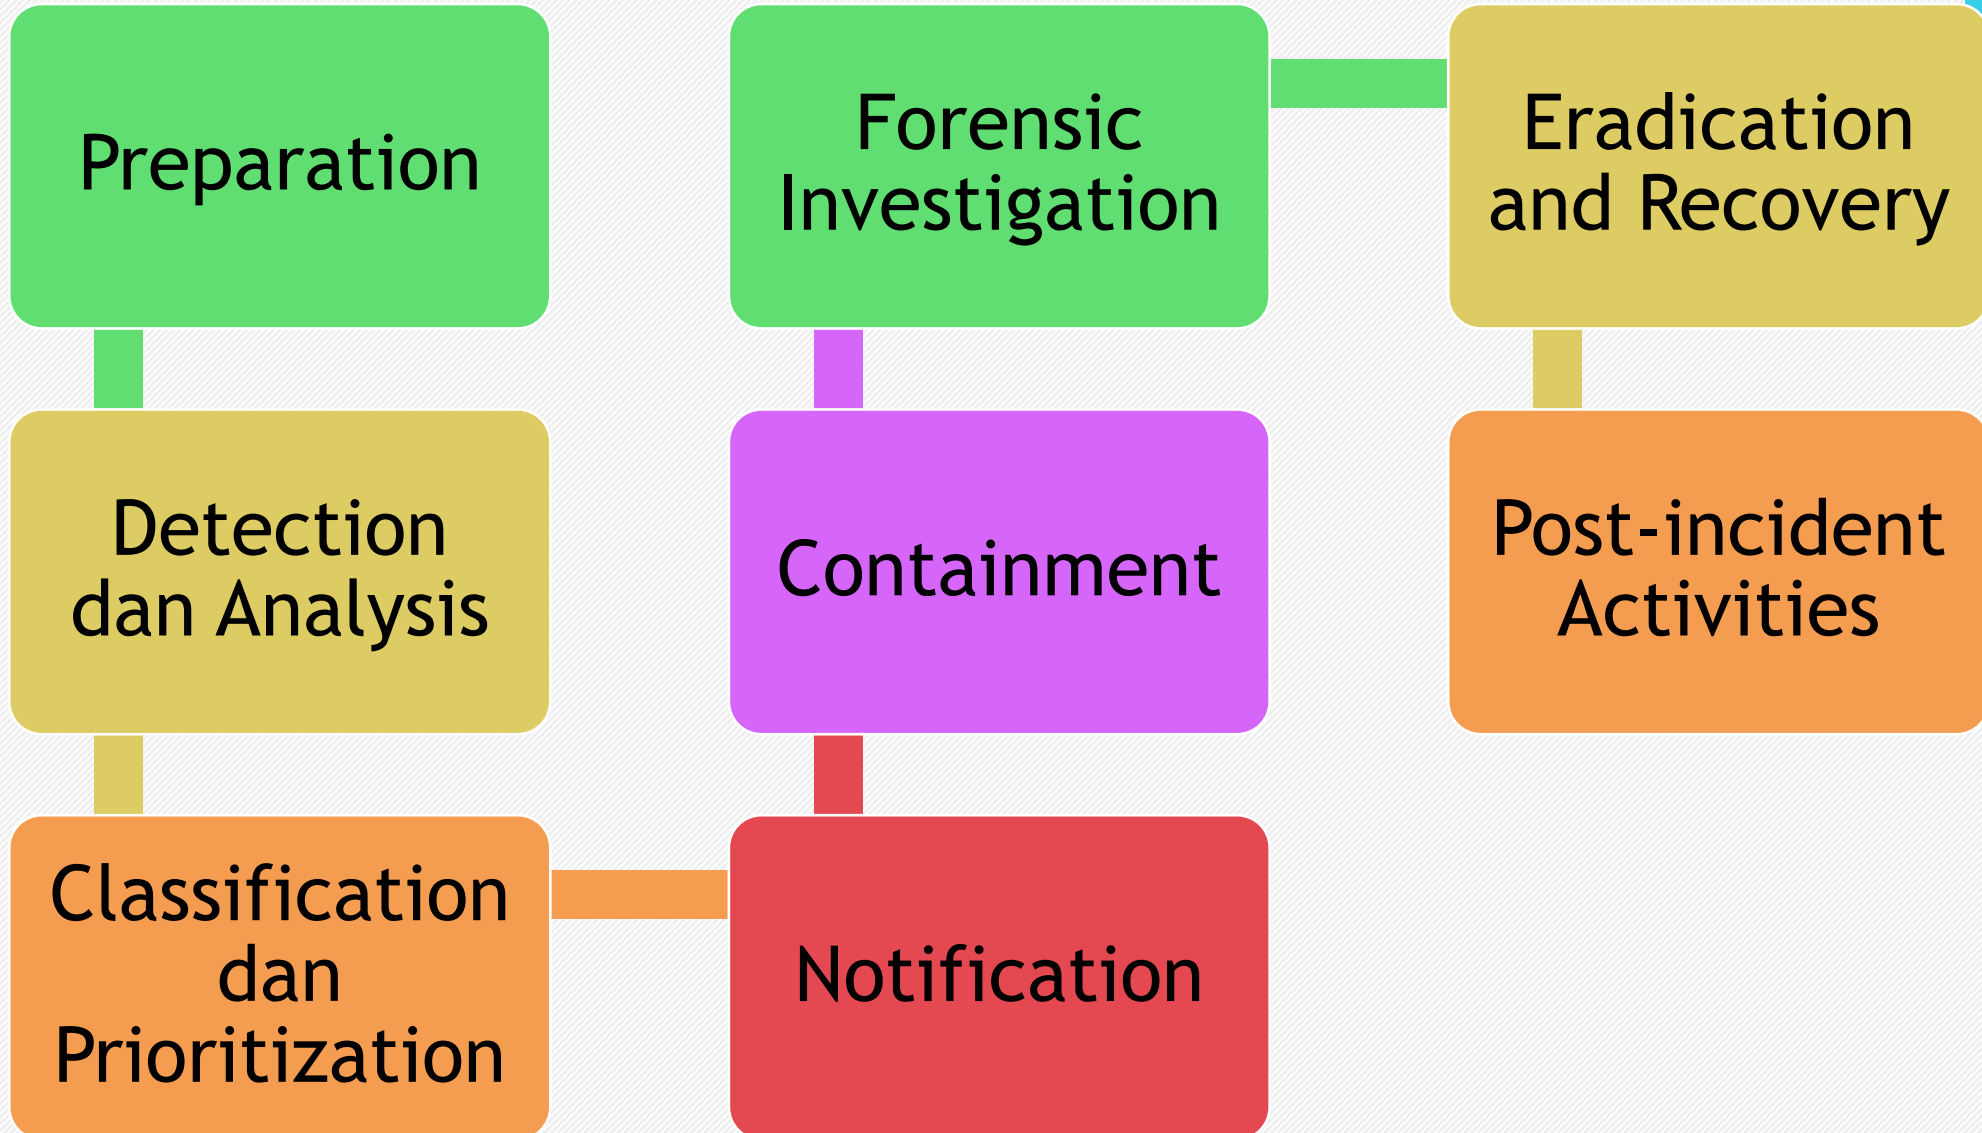 Preparation
Detection
dan Analysis
Classification
dan
Prioritization
Notification
Containment
Forensic
Investigation
Eradication
and Recovery
Post-incident
Activities